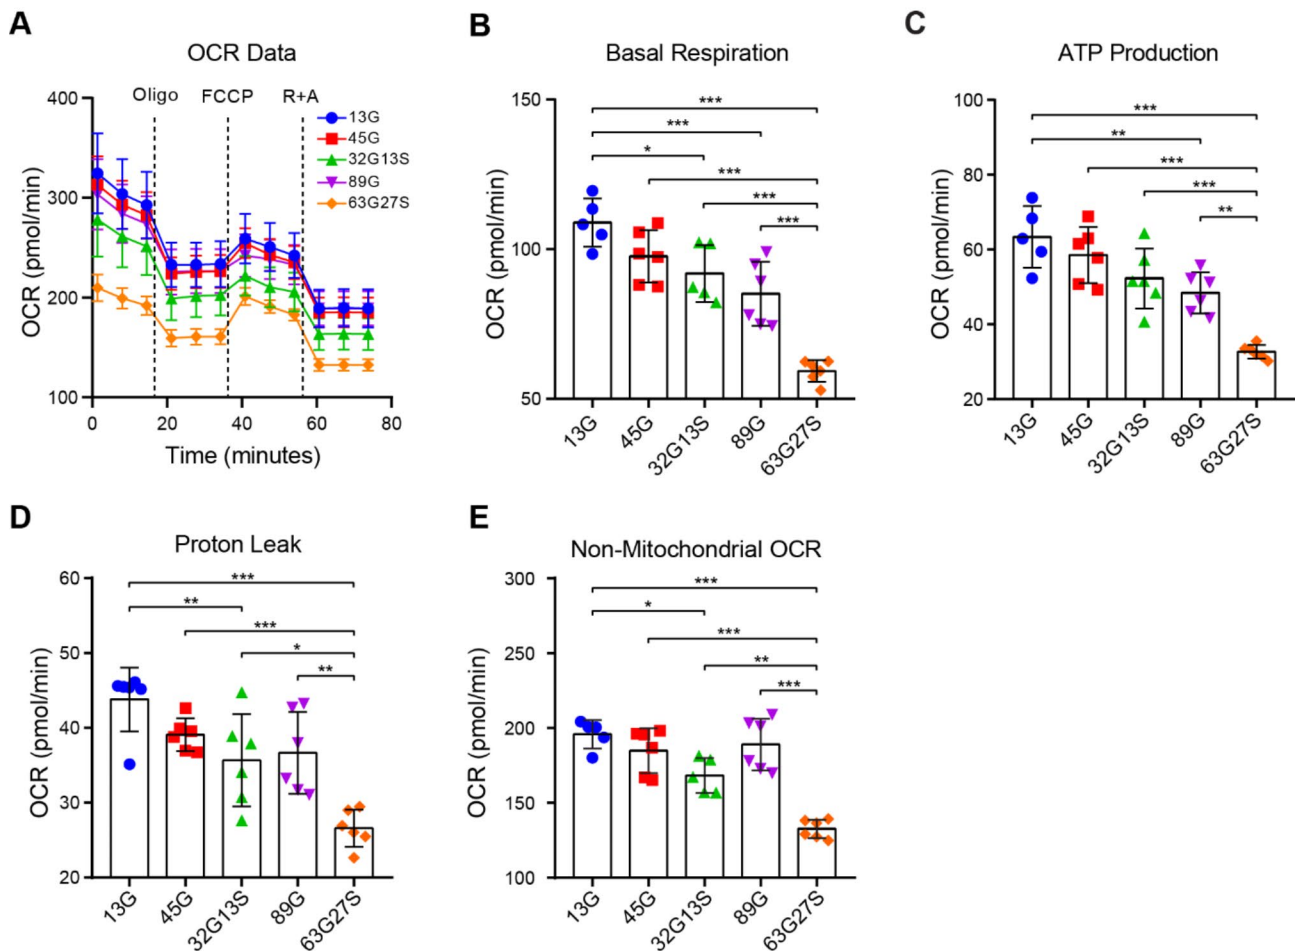 A
OCR Data
Oligo FCCP R+A
13G
45G
32G13S
89G
63G27S
400
300
200
100
OCR (pmol/min)
0 20 40 60 80
Time (minutes)
B
Basal Respiration
150
100
50
OCR (pmol/min)
***
***
*
***
***
***
13G 45G 32G13S 89G 63G27S
C
ATP Production
100
80
60
40
20
OCR (pmol/min)
***
**
***
***
**
13G 45G 32G13S 89G 63G27S
D
Proton Leak
60
50
40
30
20
OCR (pmol/min)
***
**
***
*
**
13G 45G 32G13S 89G 63G27S
E
Non-Mitochondrial OCR
300
250
200
150
100
OCR (pmol/min)
***
*
***
**
***
13G 45G 32G13S 89G 63G27S